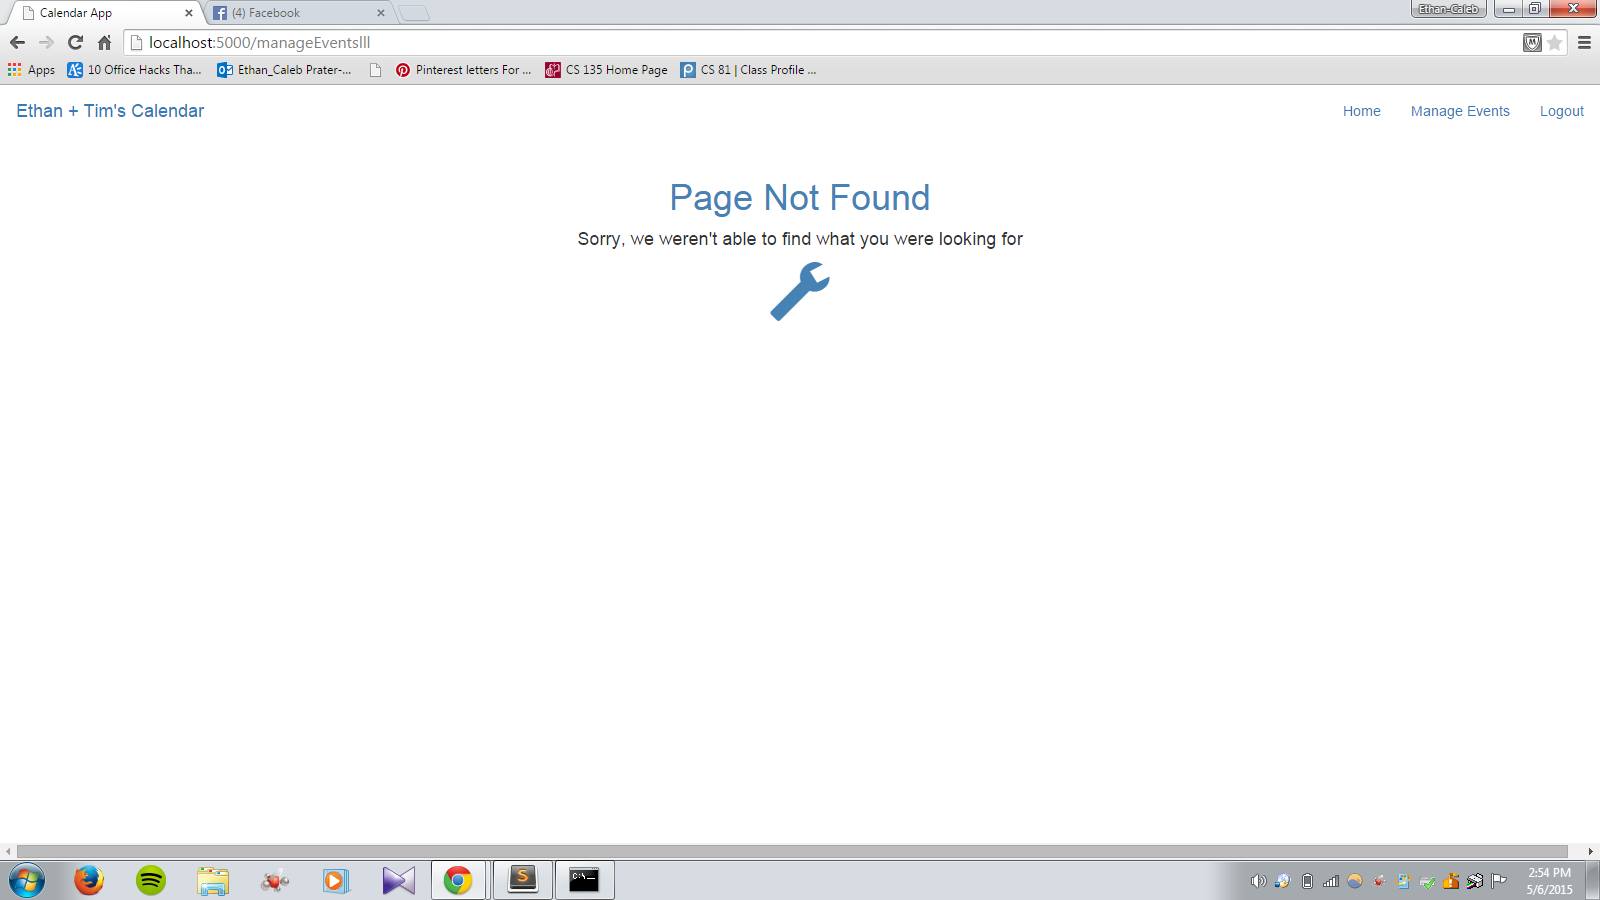 Calendar App
(4) Facebook
Ethan-Caleb
localhost:5000/manageEventslll
Apps
10 Office Hacks Tha...
Ethan_Caleb Prater-...
Pinterest letters For ...
CS 135 Home Page
CS 81 | Class Profile ...
Ethan + Tim's Calendar
Home
Manage Events
Logout
Page Not Found
Sorry, we weren't able to find what you were looking for
2:54 PM
5/6/2015